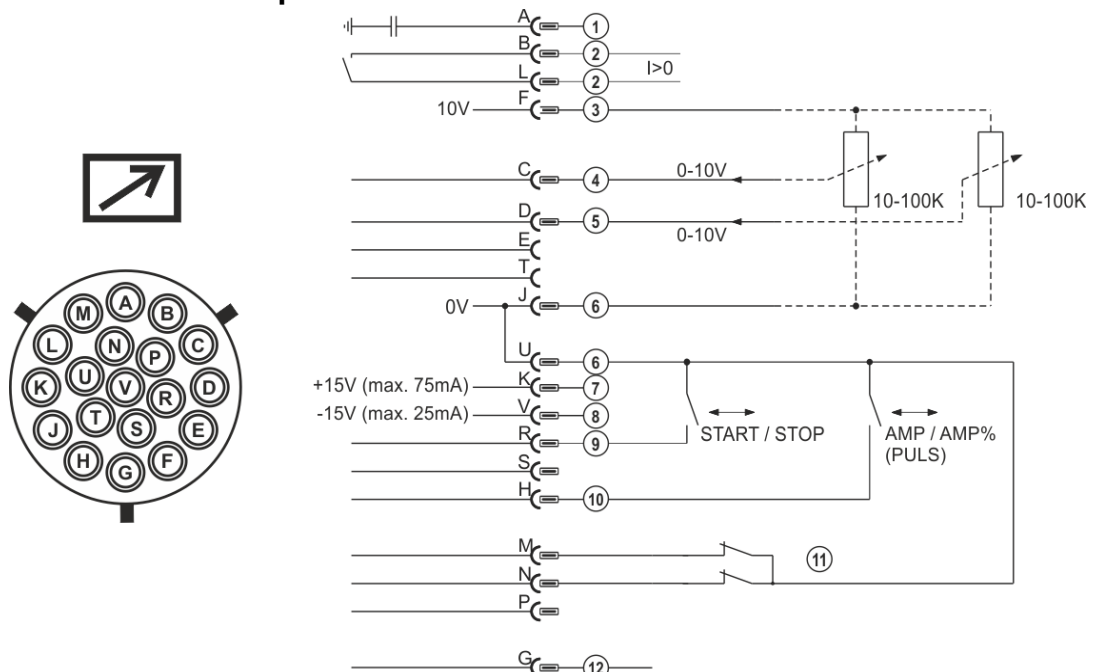 A 1
B 2
L 2 I>0
10V F 3
C 4 0-10V
10-100K 10-100K
D 5
0-10V
E
T
0V J 6
U 6
+15V (max. 75mA) K 7
-15V (max. 25mA) V 8
R 9
START / STOP AMP / AMP%
(PULS)
S
H 10
M 11
N
P
G 12
A
M B
L N P C
K U V R D
J T S E
H G F